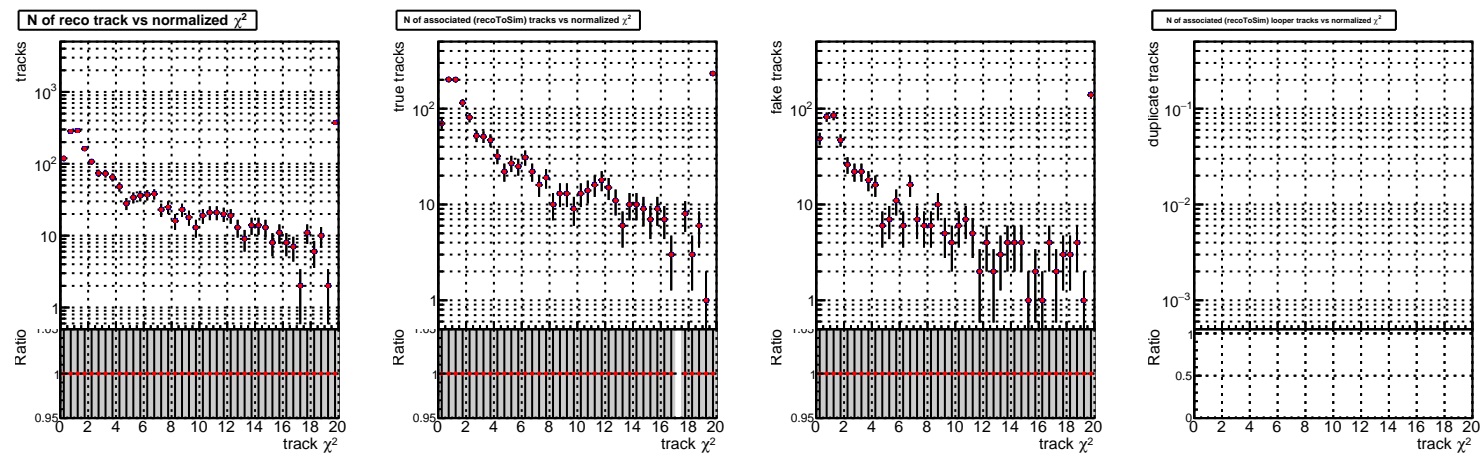 N of reco track vs normalized χ²
tracks
10³
10²
10
1
Ratio
1.05
1
0.95
0 2 4 6 8 10 12 14 16 18 20
track χ²
N of associated (recoToSim) tracks vs normalized χ²
true tracks
10²
10
1
Ratio
1.05
1
0.95
0 2 4 6 8 10 12 14 16 18 20
track χ²
fake tracks
10²
10
1
Ratio
1.05
1
0.95
0 2 4 6 8 10 12 14 16 18 20
track χ²
N of associated (recoToSim) looper tracks vs normalized χ²
duplicate tracks
10⁻¹
10⁻²
10⁻³
Ratio
1
0.5
0
0 2 4 6 8 10 12 14 16 18 20
track χ²